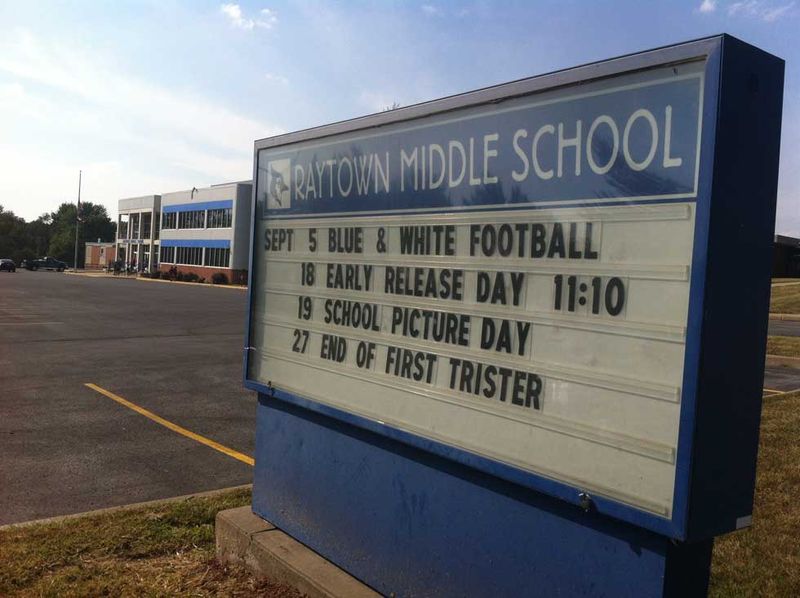 RAYTOWN MIDDLE SCHOOL
SEPT 5 BLUE & WHITE FOOTBALL
18 EARLY RELEASE DAY 11:10
19 SCHOOL PICTURE DAY
27 END OF FIRST TRISTER